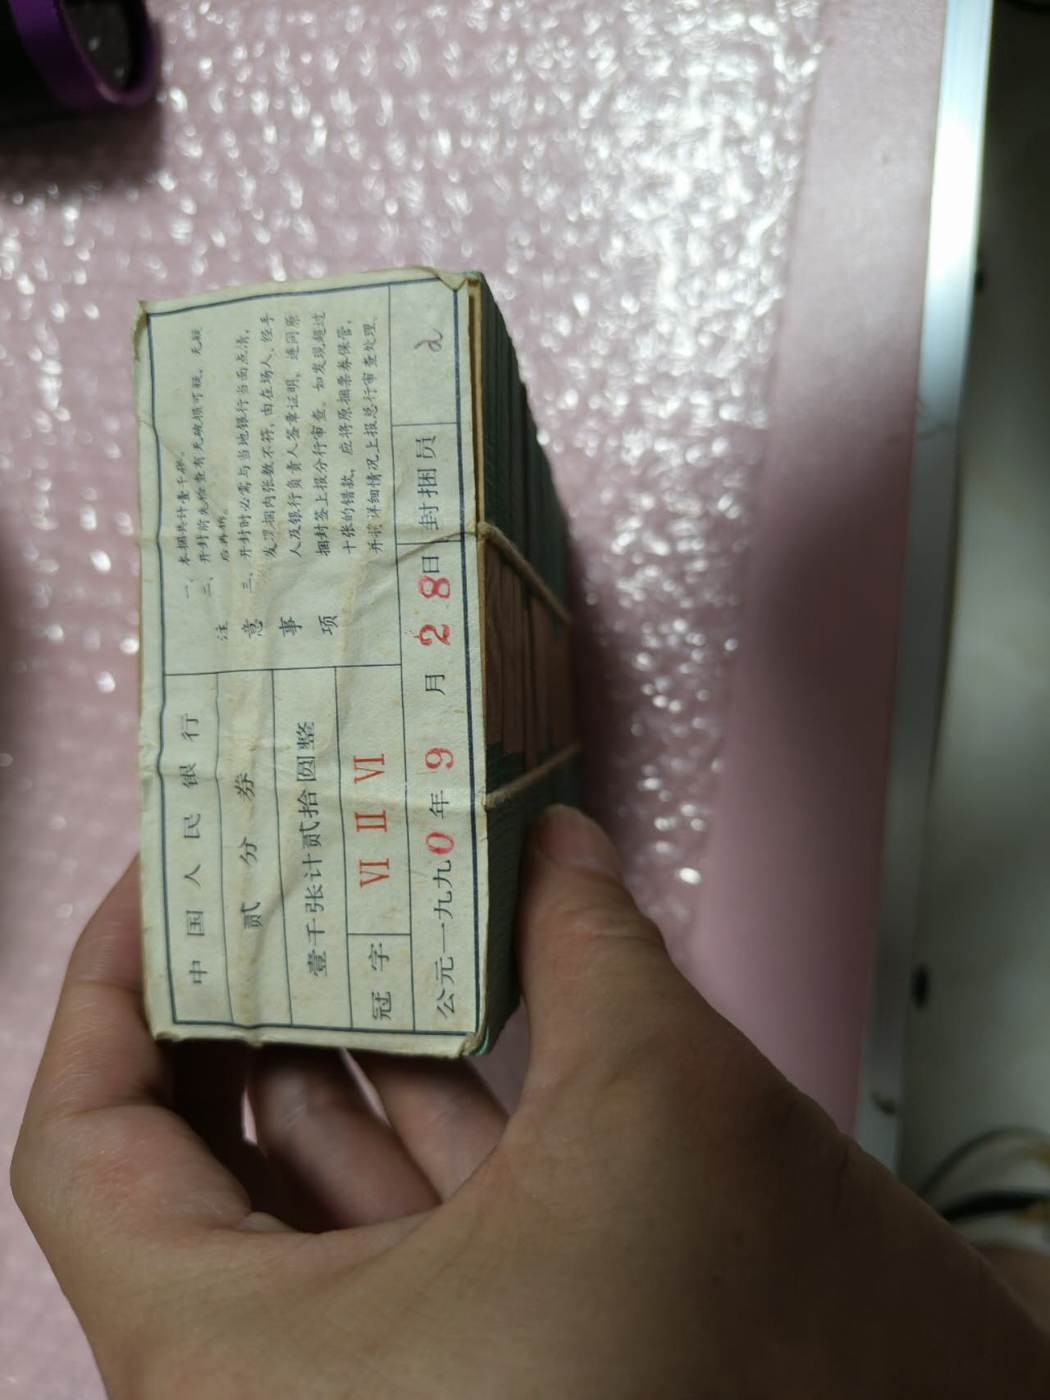 中国人民银行
贰分券
壹千张计贰拾圆整
冠字 VI II VI
注意事项
一、本捆共计壹千张。
二、开封前先检查有无破损可疑，无疑
后再拆。
三、开封时必需与当地银行当面点清，
发现捆内张数不符，由在场人、经手
人及银行负责人签章证明，连同原
捆封签上报分行审查。如发现超过
十张的错款，应将原捆票券保管，
并将详细情况上报总行审查处理。
公元一九九0年9月28日封捆员 2